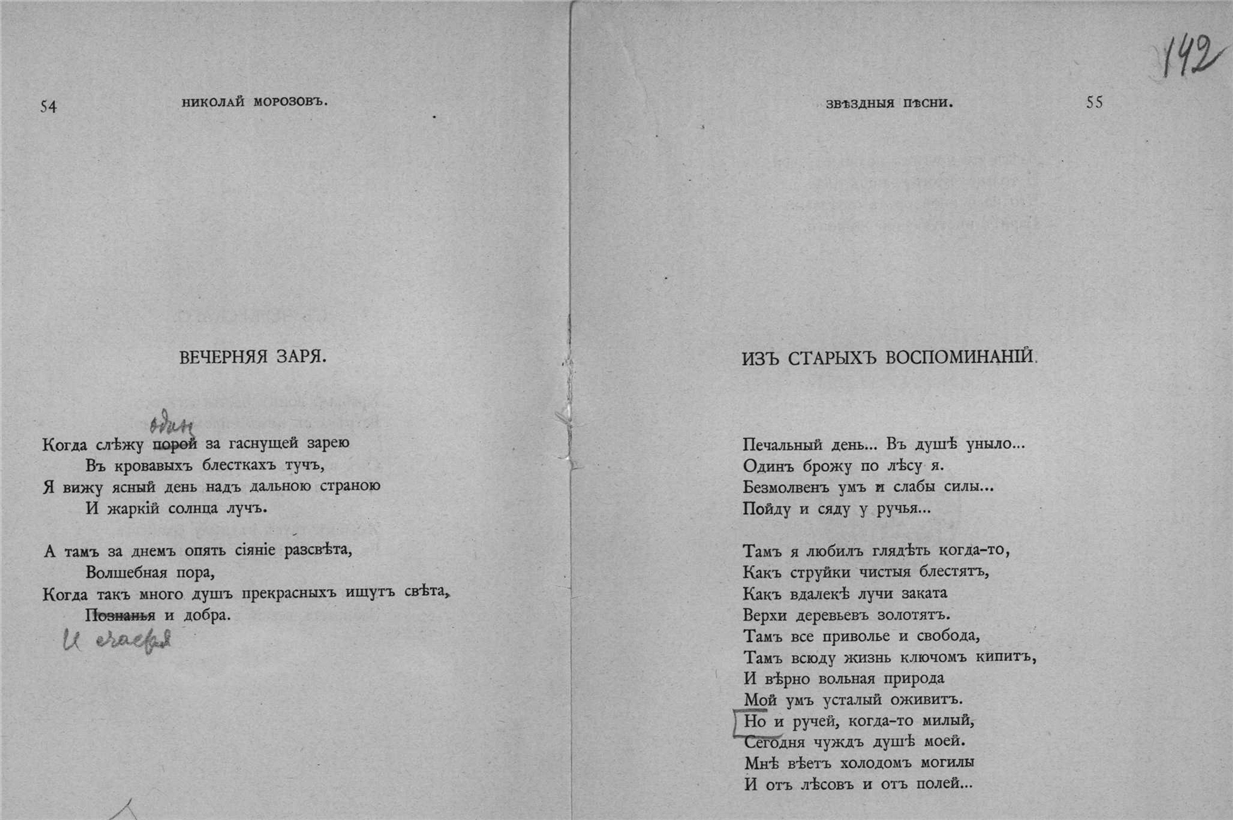 54
НИКОЛАЙ МОРОЗОВЪ.
ВЕЧЕРНЯЯ ЗАРЯ.
один
Когда слѣжу порой за гаснущей зарею
Въ кровавыхъ блесткахъ тучъ,
Я вижу ясный день надъ дальною страною
И жаркій солнца лучъ.
А тамъ за днемъ опять сіяніе разсвѣта,
Волшебная пора,
Когда такъ много душъ прекрасныхъ ищутъ свѣта,
Познанья и добра.
И счастья
142
ЗВѢЗДНЫЯ ПѢСНИ.
55
ИЗЪ СТАРЫХЪ ВОСПОМИНАНІЙ.
Печальный день... Въ душѣ уныло...
Одинъ брожу по лѣсу я.
Безмолвенъ умъ и слабы силы...
Пойду и сяду у ручья...
Тамъ я любилъ глядѣть когда-то,
Какъ струйки чистыя блестятъ,
Какъ вдалекѣ лучи заката
Верхи деревьевъ золотятъ.
Тамъ все приволье и свобода,
Тамъ всюду жизнь ключомъ кипитъ,
И вѣрно вольная природа
Мой умъ усталый оживитъ.
Но и ручей, когда-то милый,
Сегодня чуждъ душѣ моей.
Мнѣ вѣетъ холодомъ могилы
И отъ лѣсовъ и отъ полей...